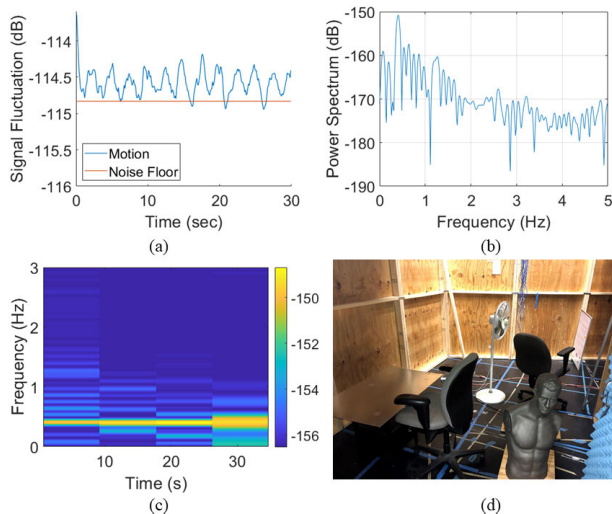 Signal Fluctuation (dB)
-113.5
-114
-114.5
-115
-115.5
-116
Motion
Noise Floor
0
10
20
30
Time (sec)
(a)
Power Spectrum (dB)
-150
-160
-170
-180
-190
0
1
2
3
4
5
Frequency (Hz)
(b)
Frequency (Hz)
3
2
1
0
10
20
30
Time (s)
(c)
-150
-152
-154
-156
(d)